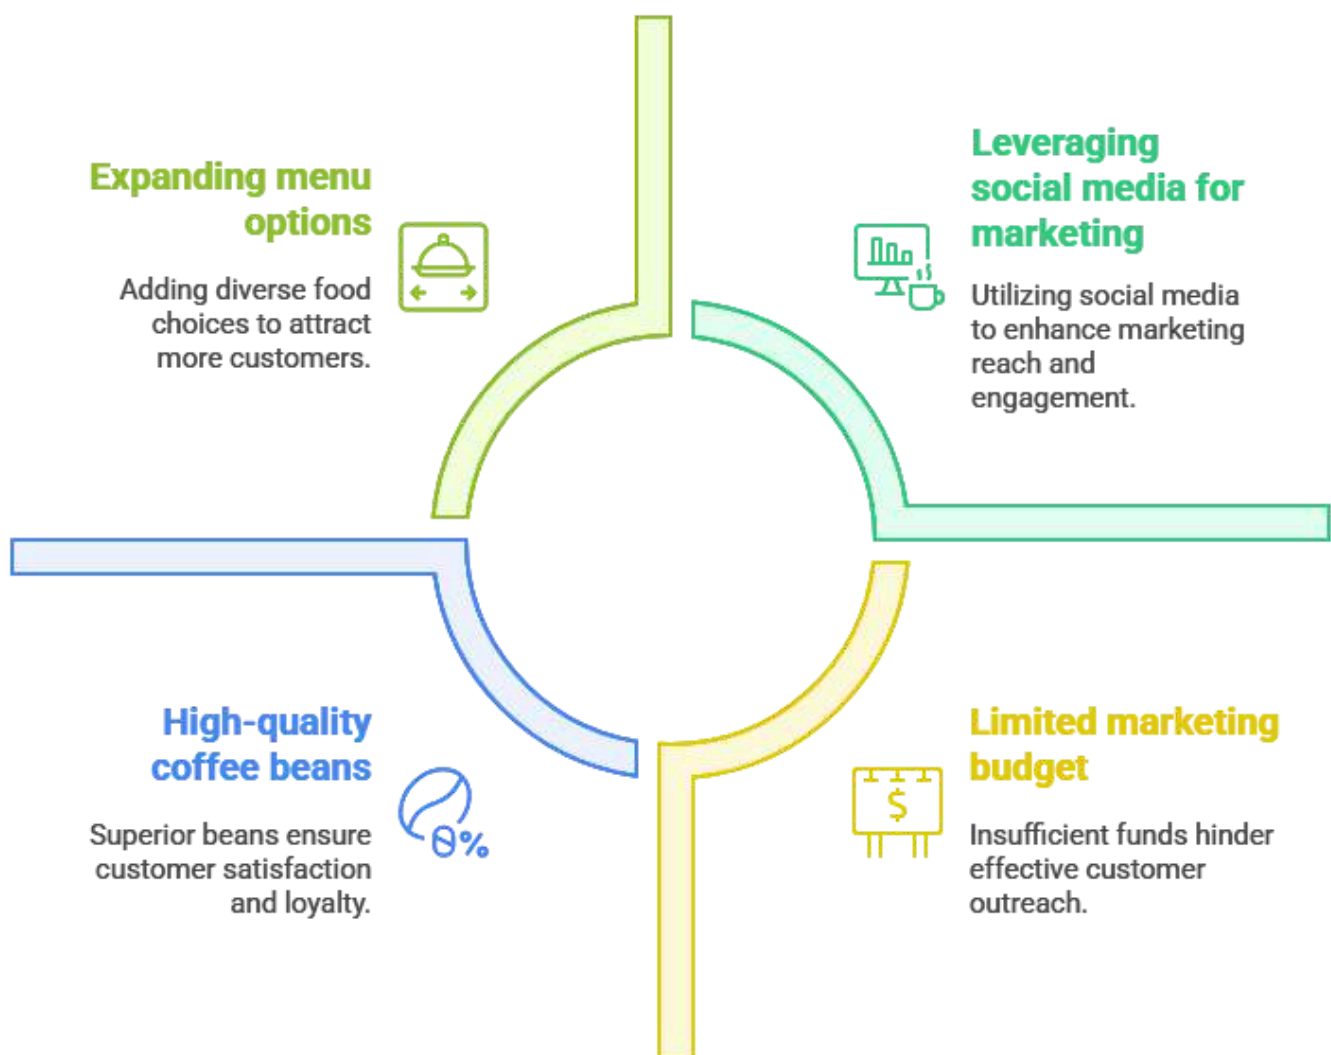 Expanding menu
options
Adding diverse food
choices to attract
more customers.
Leveraging
social media for
marketing
Utilizing social media
to enhance marketing
reach and
engagement.
High-quality
coffee beans
0%
Superior beans ensure
customer satisfaction
and loyalty.
Limited marketing
budget
$
Insufficient funds hinder
effective customer
outreach.